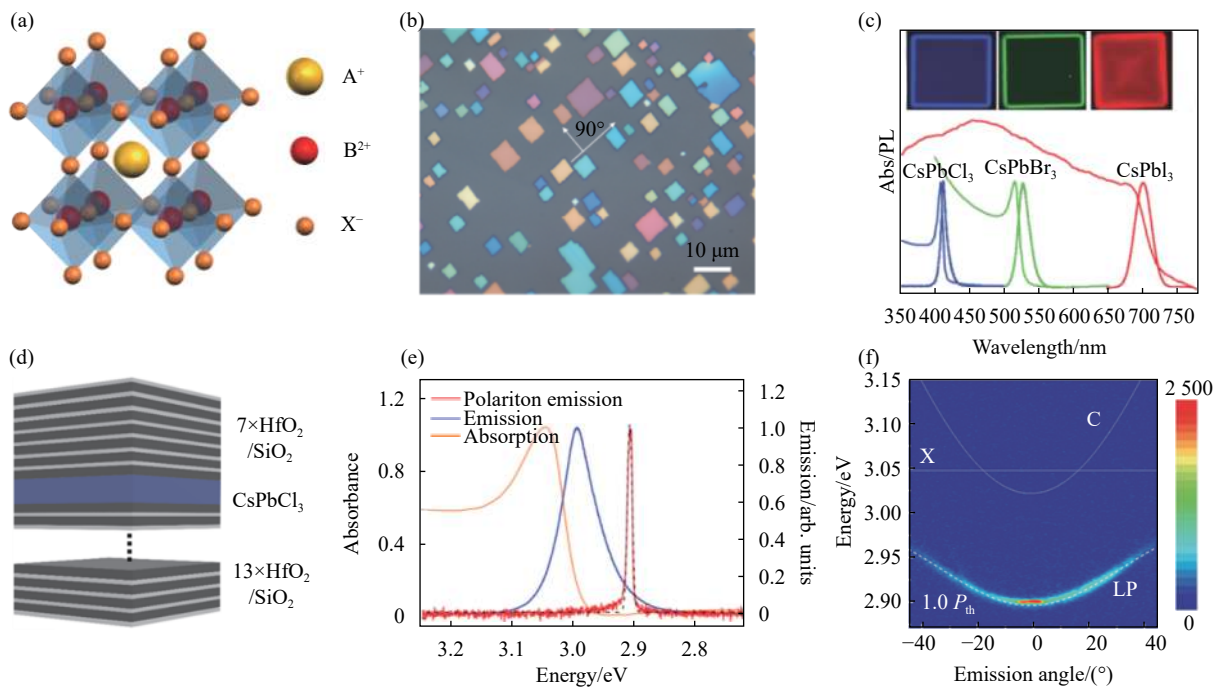 (a)
A⁺
B²⁺
X⁻
(b)
90°
10 μm
(c)
Abs/PL
CsPbCl₃
CsPbBr₃
CsPbI₃
350 400 450 500 550 600 650 700 750
Wavelength/nm
(d)
7×HfO₂
/SiO₂
CsPbCl₃
13×HfO₂
/SiO₂
(e)
Polariton emission
Emission
Absorption
Absorbance
1.2
0.8
0.4
0
Emission/arb. units
1.2
1.0
0.8
0.6
0.4
0.2
0
3.2 3.1 3.0 2.9 2.8
Energy/eV
(f)
Energy/eV
3.15
3.10
3.05
3.00
2.95
2.90
C
X
LP
1.0 Pth
−40 −20 0 20 40
Emission angle/(°)
2 500
0